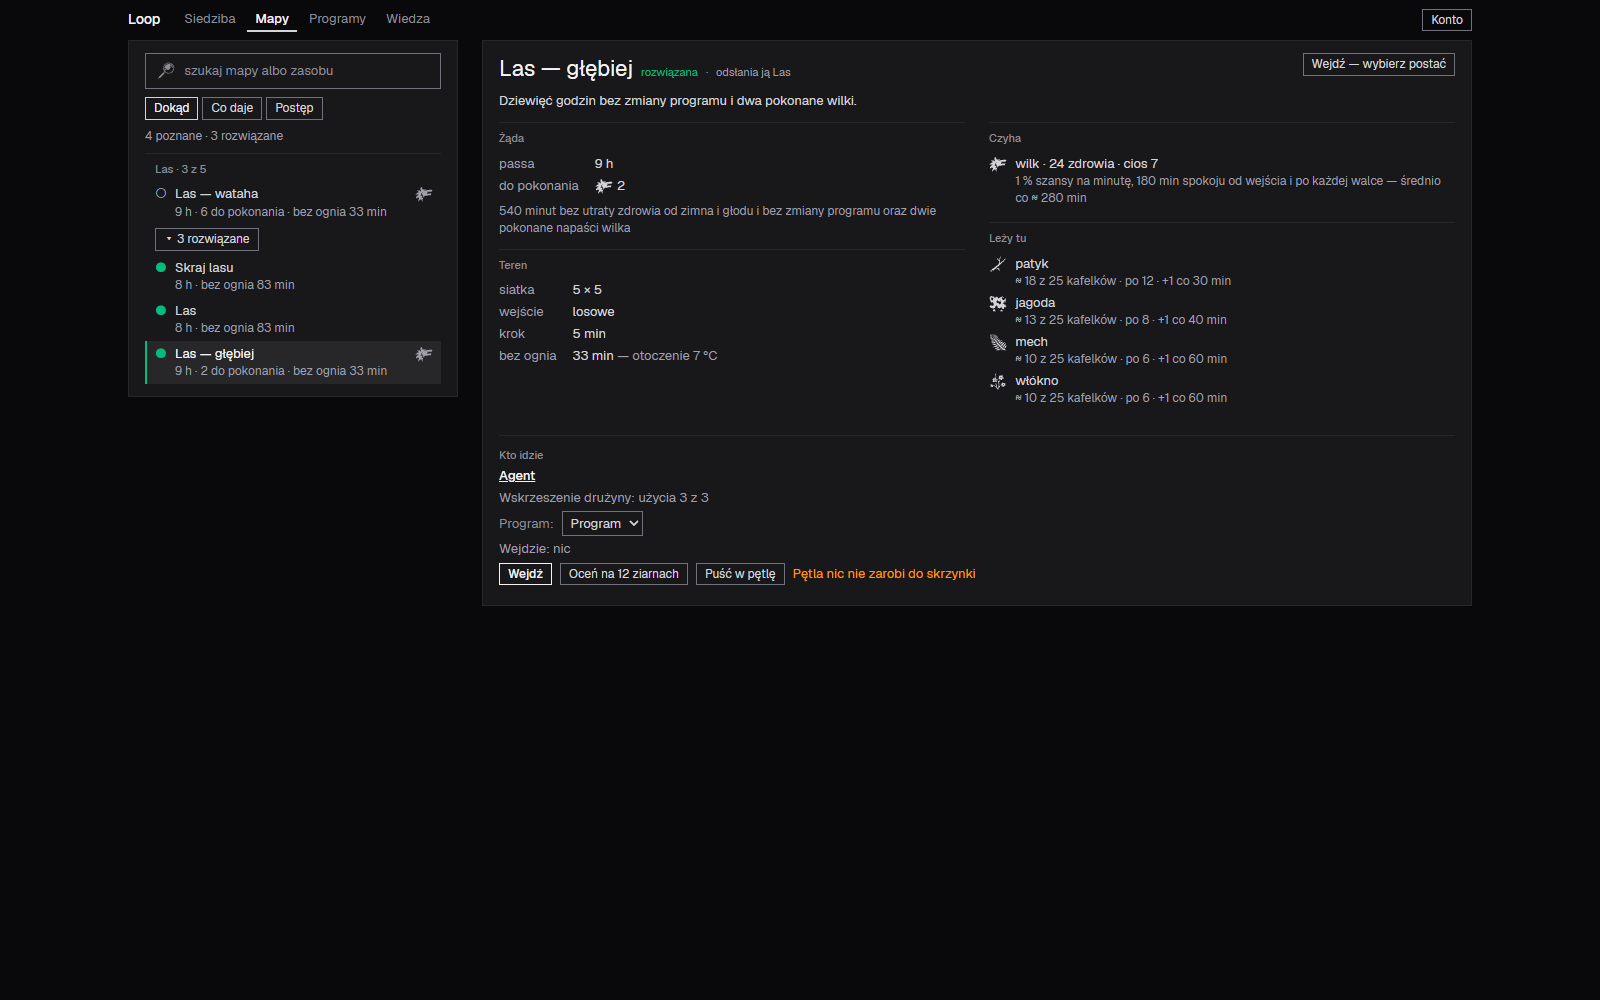 Loop Siedziba Mapy Programy Wiedza Konto
szukaj mapy albo zasobu
Dokąd Co daje Postęp
4 poznane · 3 rozwiązane
Las · 3 z 5
Las — wataha
9 h · 6 do pokonania · bez ognia 33 min
3 rozwiązane
Skraj lasu
8 h · bez ognia 83 min
Las
8 h · bez ognia 83 min
Las — głębiej
9 h · 2 do pokonania · bez ognia 33 min
Las — głębiej rozwiązana · odsłania ją Las
Wejdź — wybierz postać
Dziewięć godzin bez zmiany programu i dwa pokonane wilki.
Żąda
passa 9 h
do pokonania 2
540 minut bez utraty zdrowia od zimna i głodu i bez zmiany programu oraz dwie
pokonane napaści wilka
Teren
siatka 5 × 5
wejście losowe
krok 5 min
bez ognia 33 min — otoczenie 7 °C
Czyha
wilk · 24 zdrowia · cios 7
1 % szansy na minutę, 180 min spokoju od wejścia i po każdej walce — średnio
co ≈ 280 min
Leży tu
patyk
≈ 18 z 25 kafelków · po 12 · +1 co 30 min
jagoda
≈ 13 z 25 kafelków · po 8 · +1 co 40 min
mech
≈ 10 z 25 kafelków · po 6 · +1 co 60 min
włókno
≈ 10 z 25 kafelków · po 6 · +1 co 60 min
Kto idzie
Agent
Wskrzeszenie drużyny: użycia 3 z 3
Program: Program
Wejdzie: nic
Wejdź Oceń na 12 ziarnach Puść w pętlę Pętla nic nie zarobi do skrzynki